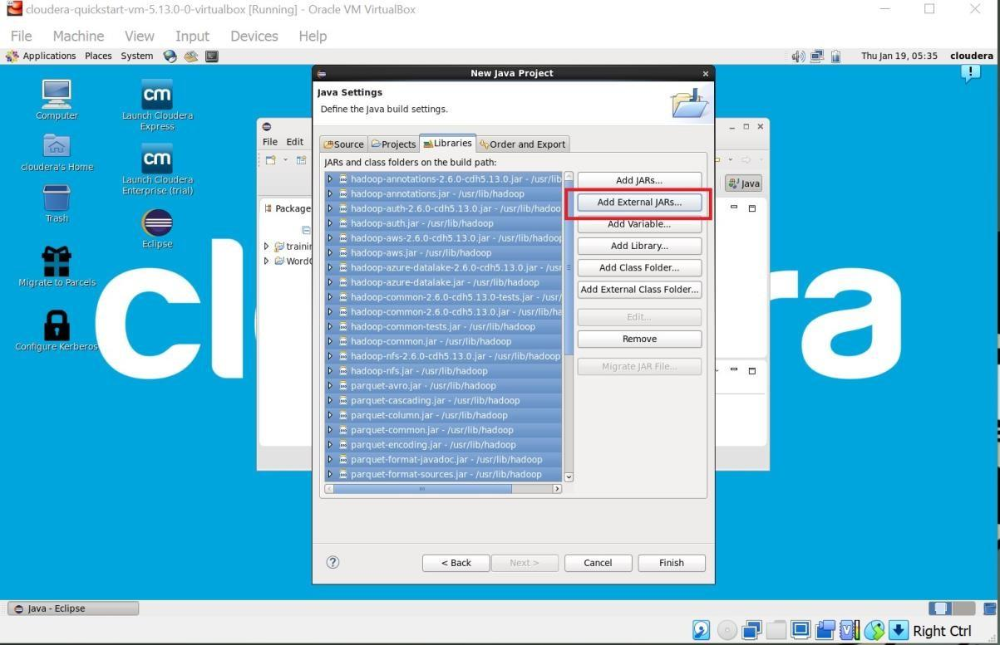 cloudera-quickstart-vm-5.13.0-0-virtualbox [Running] - Oracle VM VirtualBox
File Machine View Input Devices Help
Applications Places System
Thu Jan 19, 05:35 cloudera
Computer
cm
Launch Cloudera
Express
cloudera's Home
cm
Launch Cloudera
Enterprise (trial)
Trash
Eclipse
Migrate to Parcels
Configure Kerberos
File Edit
Package
trainin
Java
New Java Project
Java Settings
Define the Java build settings.
Source Projects Libraries Order and Export
JARs and class folders on the build path:
hadoop-annotations-2.6.0-cdh5.13.0.jar - /usr/lib
hadoop-annotations.jar - /usr/lib/hadoop
hadoop-auth-2.6.0-cdh5.13.0.jar - /usr/lib/hadoo
hadoop-auth.jar - /usr/lib/hadoop
hadoop-aws-2.6.0-cdh5.13.0.jar - /usr/lib/hadoop
hadoop-aws.jar - /usr/lib/hadoop
hadoop-azure-datalake-2.6.0-cdh5.13.0.jar - /usr
hadoop-azure-datalake.jar - /usr/lib/hadoop
hadoop-common-2.6.0-cdh5.13.0-tests.jar - /usr/
hadoop-common-2.6.0-cdh5.13.0.jar - /usr/lib/ha
hadoop-common-tests.jar - /usr/lib/hadoop
hadoop-common.jar - /usr/lib/hadoop
hadoop-nfs-2.6.0-cdh5.13.0.jar - /usr/lib/hadoop
hadoop-nfs.jar - /usr/lib/hadoop
parquet-avro.jar - /usr/lib/hadoop
parquet-cascading.jar - /usr/lib/hadoop
parquet-column.jar - /usr/lib/hadoop
parquet-common.jar - /usr/lib/hadoop
parquet-encoding.jar - /usr/lib/hadoop
parquet-format-javadoc.jar - /usr/lib/hadoop
parquet-format-sources.jar - /usr/lib/hadoop
Add JARs...
Add External JARs...
Add Variable...
Add Library...
Add Class Folder...
Add External Class Folder...
Edit...
Remove
Migrate JAR File...
< Back Next > Cancel Finish
Java - Eclipse
Right Ctrl